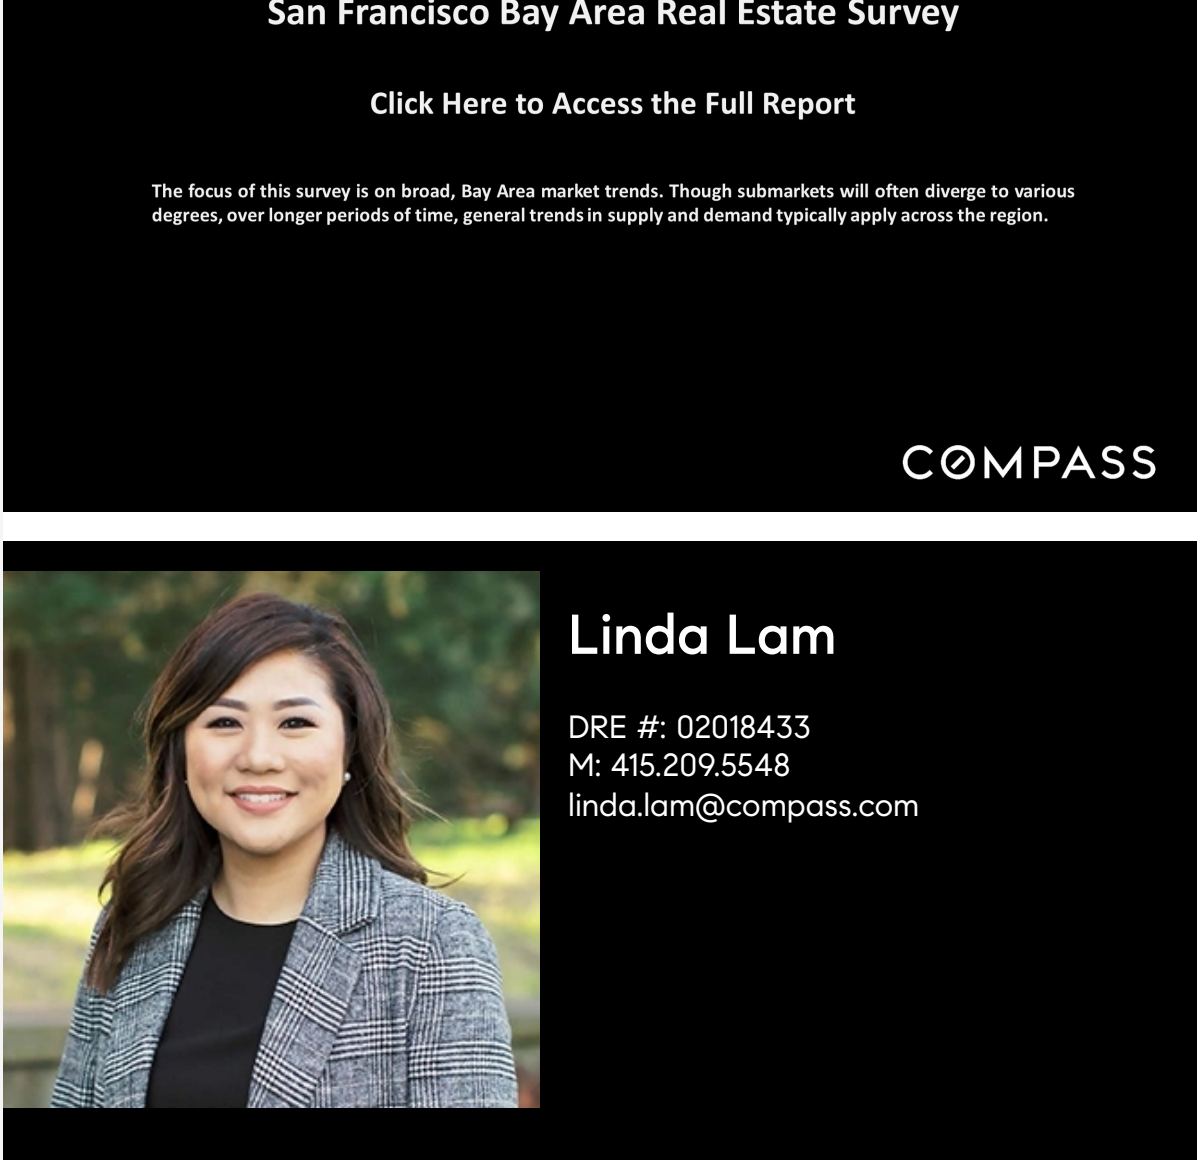 San Francisco Bay Area Real Estate Survey
Click Here to Access the Full Report
The focus of this survey is on broad, Bay Area market trends. Though submarkets will often diverge to various
degrees, over longer periods of time, general trends in supply and demand typically apply across the region.
COMPASS
Linda Lam
DRE #: 02018433
M: 415.209.5548
linda.lam@compass.com